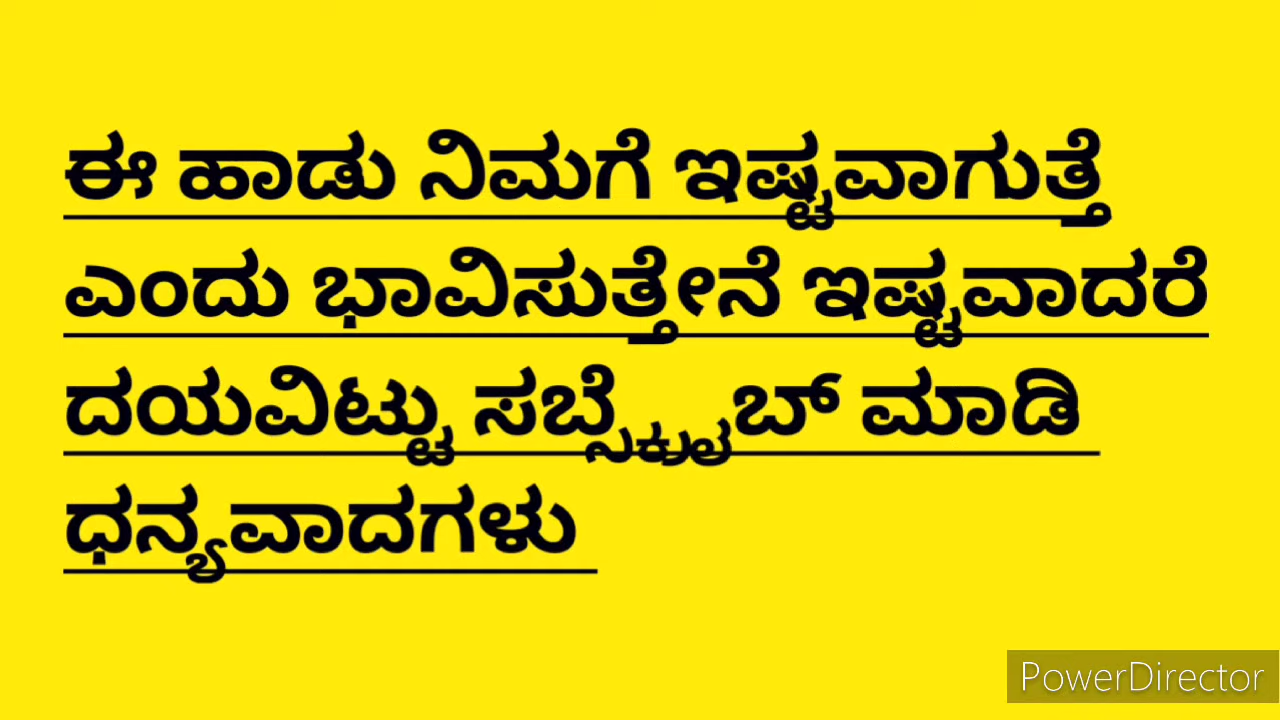 ಈ ಹಾಡು ನಿಮಗೆ ಇಷ್ಟವಾಗುತ್ತೆ
ಎಂದು ಭಾವಿಸುತ್ತೇನೆ ಇಷ್ಟವಾದರೆ
ದಯವಿಟ್ಟು ಸಬ್ಸ್ಕ್ರೈಬ್ ಮಾಡಿ
ಧನ್ಯವಾದಗಳು
PowerDirector